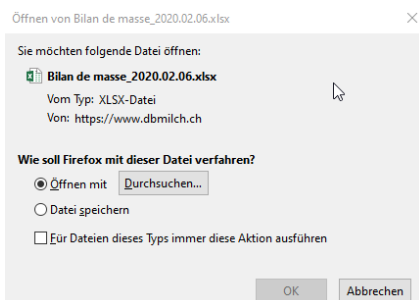 Öffnen von Bilan de masse_2020.02.06.xlsx
Sie möchten folgende Datei öffnen:
Bilan de masse_2020.02.06.xlsx
Vom Typ: XLSX-Datei
Von: https://www.dbmilch.ch
Wie soll Firefox mit dieser Datei verfahren?
Öffnen mit Durchsuchen...
Datei speichern
Für Dateien dieses Typs immer diese Aktion ausführen
OK Abbrechen